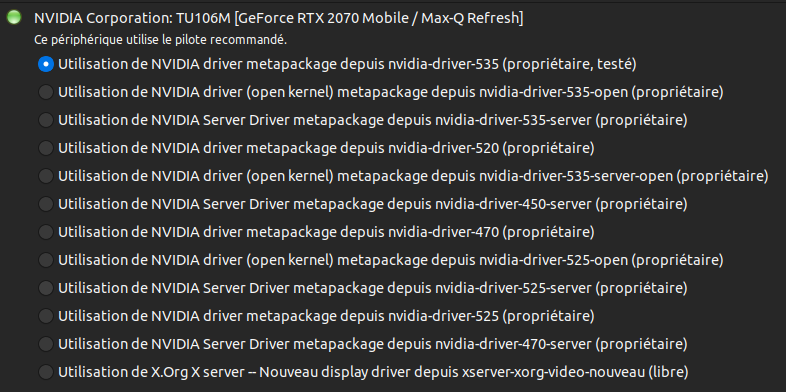 NVIDIA Corporation: TU106M [GeForce RTX 2070 Mobile / Max-Q Refresh]
Ce périphérique utilise le pilote recommandé.
Utilisation de NVIDIA driver metapackage depuis nvidia-driver-535 (propriétaire, testé)
Utilisation de NVIDIA driver (open kernel) metapackage depuis nvidia-driver-535-open (propriétaire)
Utilisation de NVIDIA Server Driver metapackage depuis nvidia-driver-535-server (propriétaire)
Utilisation de NVIDIA driver metapackage depuis nvidia-driver-520 (propriétaire)
Utilisation de NVIDIA driver (open kernel) metapackage depuis nvidia-driver-535-server-open (propriétaire)
Utilisation de NVIDIA Server Driver metapackage depuis nvidia-driver-450-server (propriétaire)
Utilisation de NVIDIA driver metapackage depuis nvidia-driver-470 (propriétaire)
Utilisation de NVIDIA driver (open kernel) metapackage depuis nvidia-driver-525-open (propriétaire)
Utilisation de NVIDIA Server Driver metapackage depuis nvidia-driver-525-server (propriétaire)
Utilisation de NVIDIA driver metapackage depuis nvidia-driver-525 (propriétaire)
Utilisation de NVIDIA Server Driver metapackage depuis nvidia-driver-470-server (propriétaire)
Utilisation de X.Org X server -- Nouveau display driver depuis xserver-xorg-video-nouveau (libre)